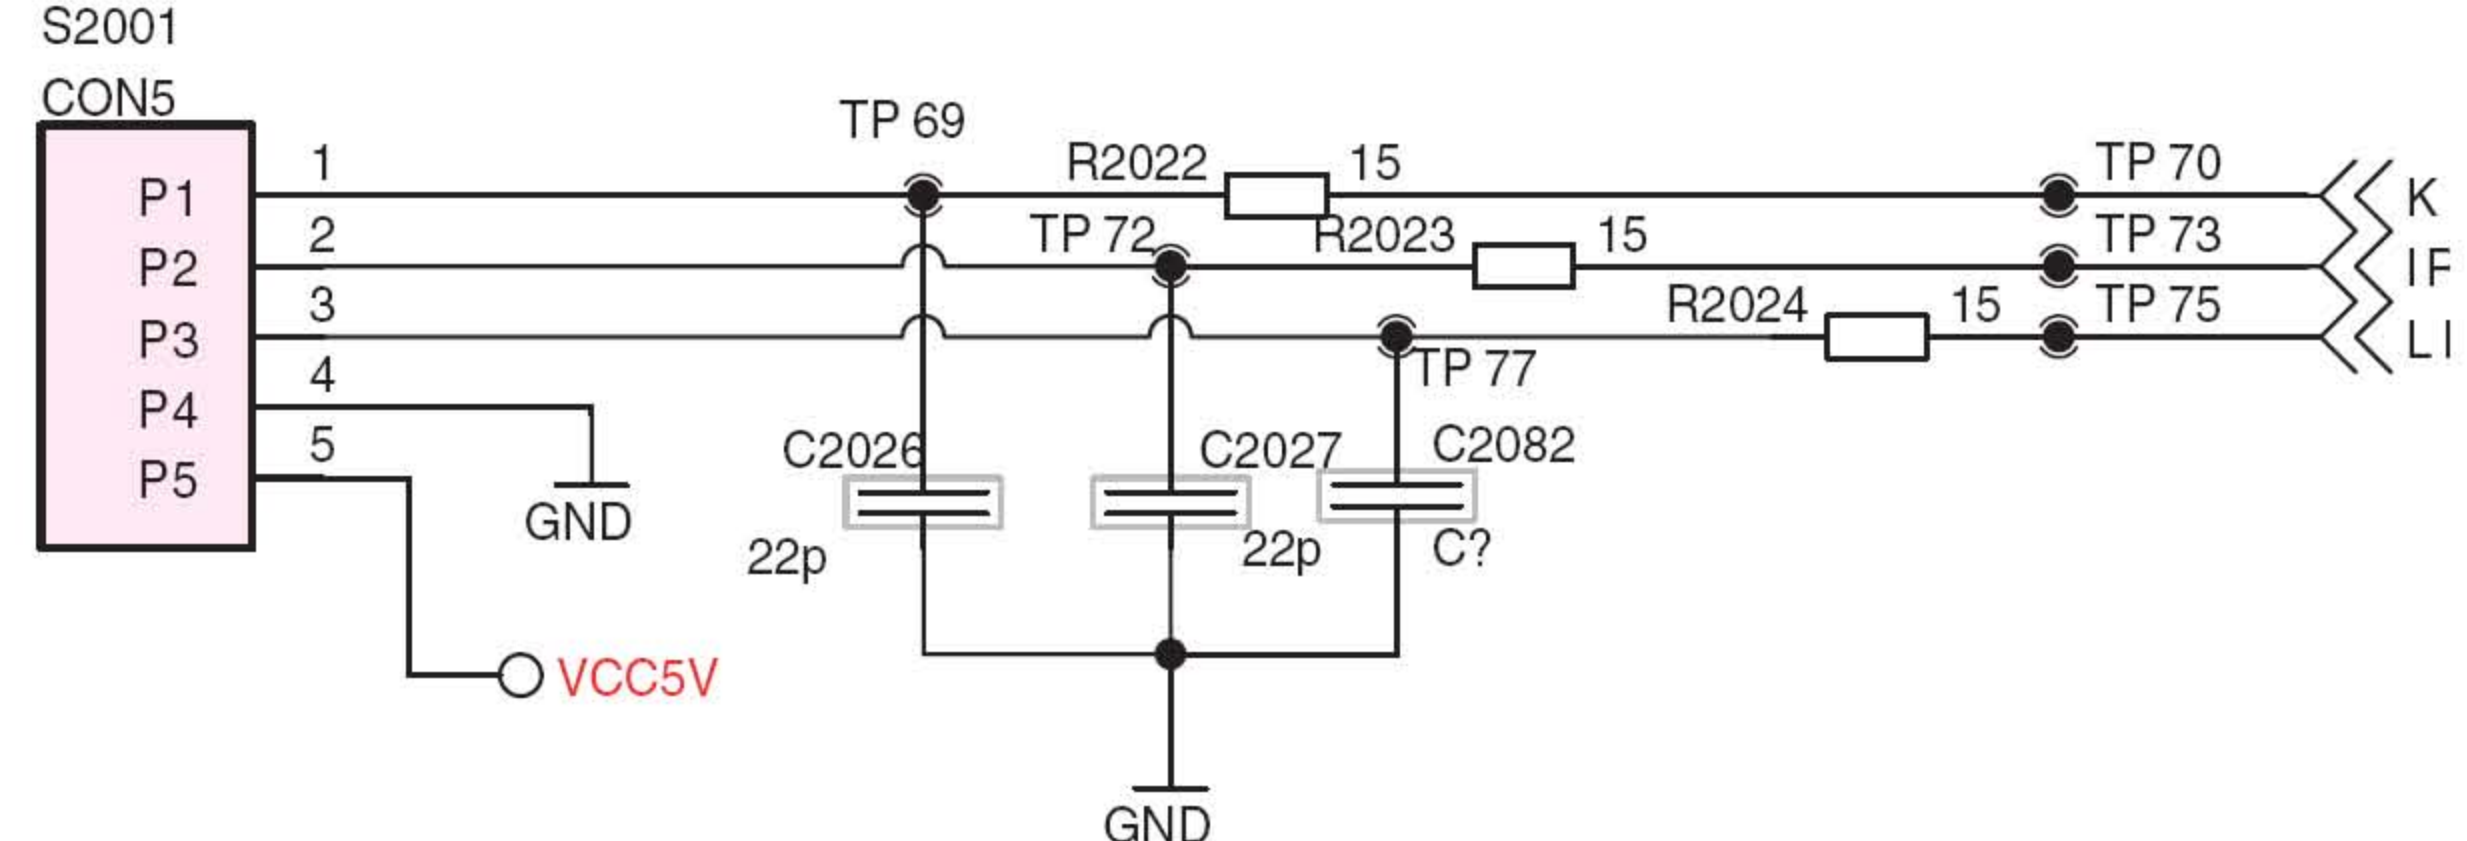 S2001
CON5
TP 69
1
R2022
15
TP 70
P1
K
2
TP 72
R2023
15
TP 73
P2
IF
3
R2024
15
TP 75
P3
LI
TP 77
4
P4
5
C2026
C2027
C2082
P5
GND
22p
22p
C?
VCC5V
GND